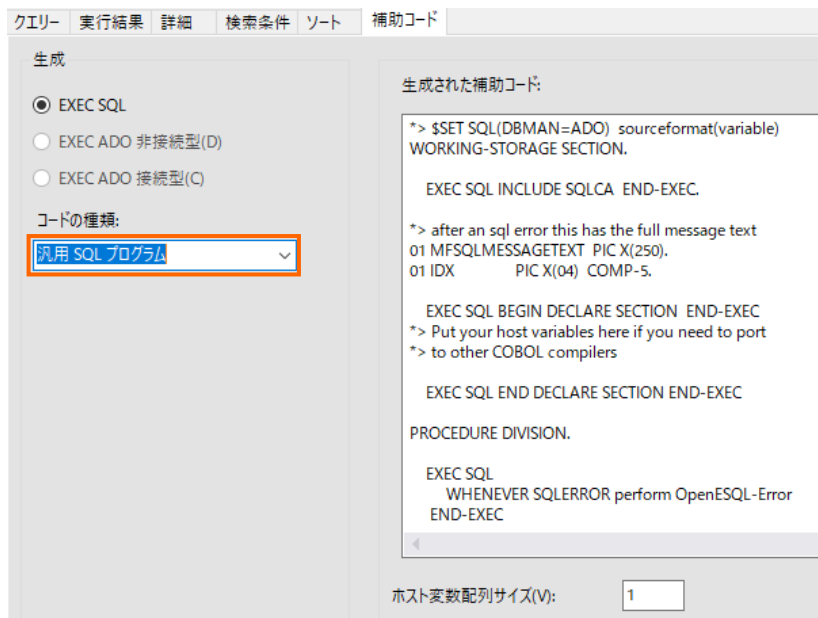 クエリー 実行結果 詳細 検索条件 ソート 補助コード
生成
EXEC SQL
EXEC ADO 非接続型(D)
EXEC ADO 接続型(C)
コードの種類:
汎用 SQL プログラム
生成された補助コード:
*> $SET SQL(DBMAN=ADO) sourceformat(variable)
WORKING-STORAGE SECTION.
EXEC SQL INCLUDE SQLCA END-EXEC.
*> after an sql error this has the full message text
01 MFSQLMESSAGETEXT PIC X(250).
01 IDX PIC X(04) COMP-5.
EXEC SQL BEGIN DECLARE SECTION END-EXEC
*> Put your host variables here if you need to port
*> to other COBOL compilers
EXEC SQL END DECLARE SECTION END-EXEC
PROCEDURE DIVISION.
EXEC SQL
WHENEVER SQLERROR perform OpenESQL-Error
END-EXEC
ホスト変数配列サイズ(V): 1